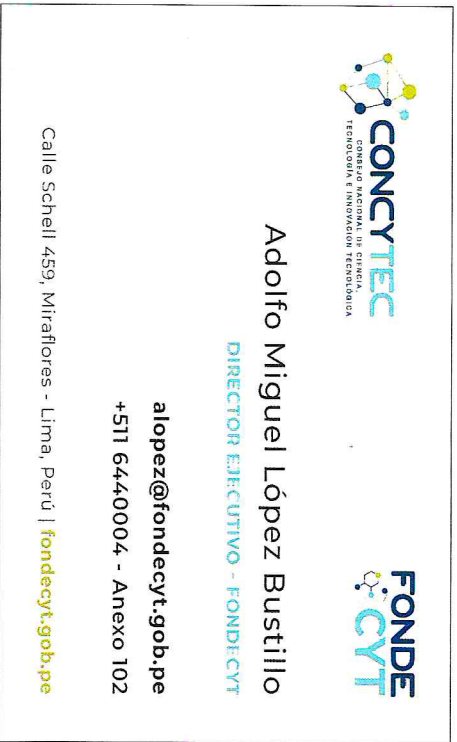 CONCYTEC
CONSEJO NACIONAL DE CIENCIA,
TECNOLOGÍA E INNOVACIÓN TECNOLÓGICA
FONDE
CYT
Adolfo Miguel López Bustillo
DIRECTOR EJECUTIVO - FONDECYT
alopez@fondecyt.gob.pe
+511 6440004 - Anexo 102
Calle Schell 459, Miraflores - Lima, Perú | fondecyt.gob.pe